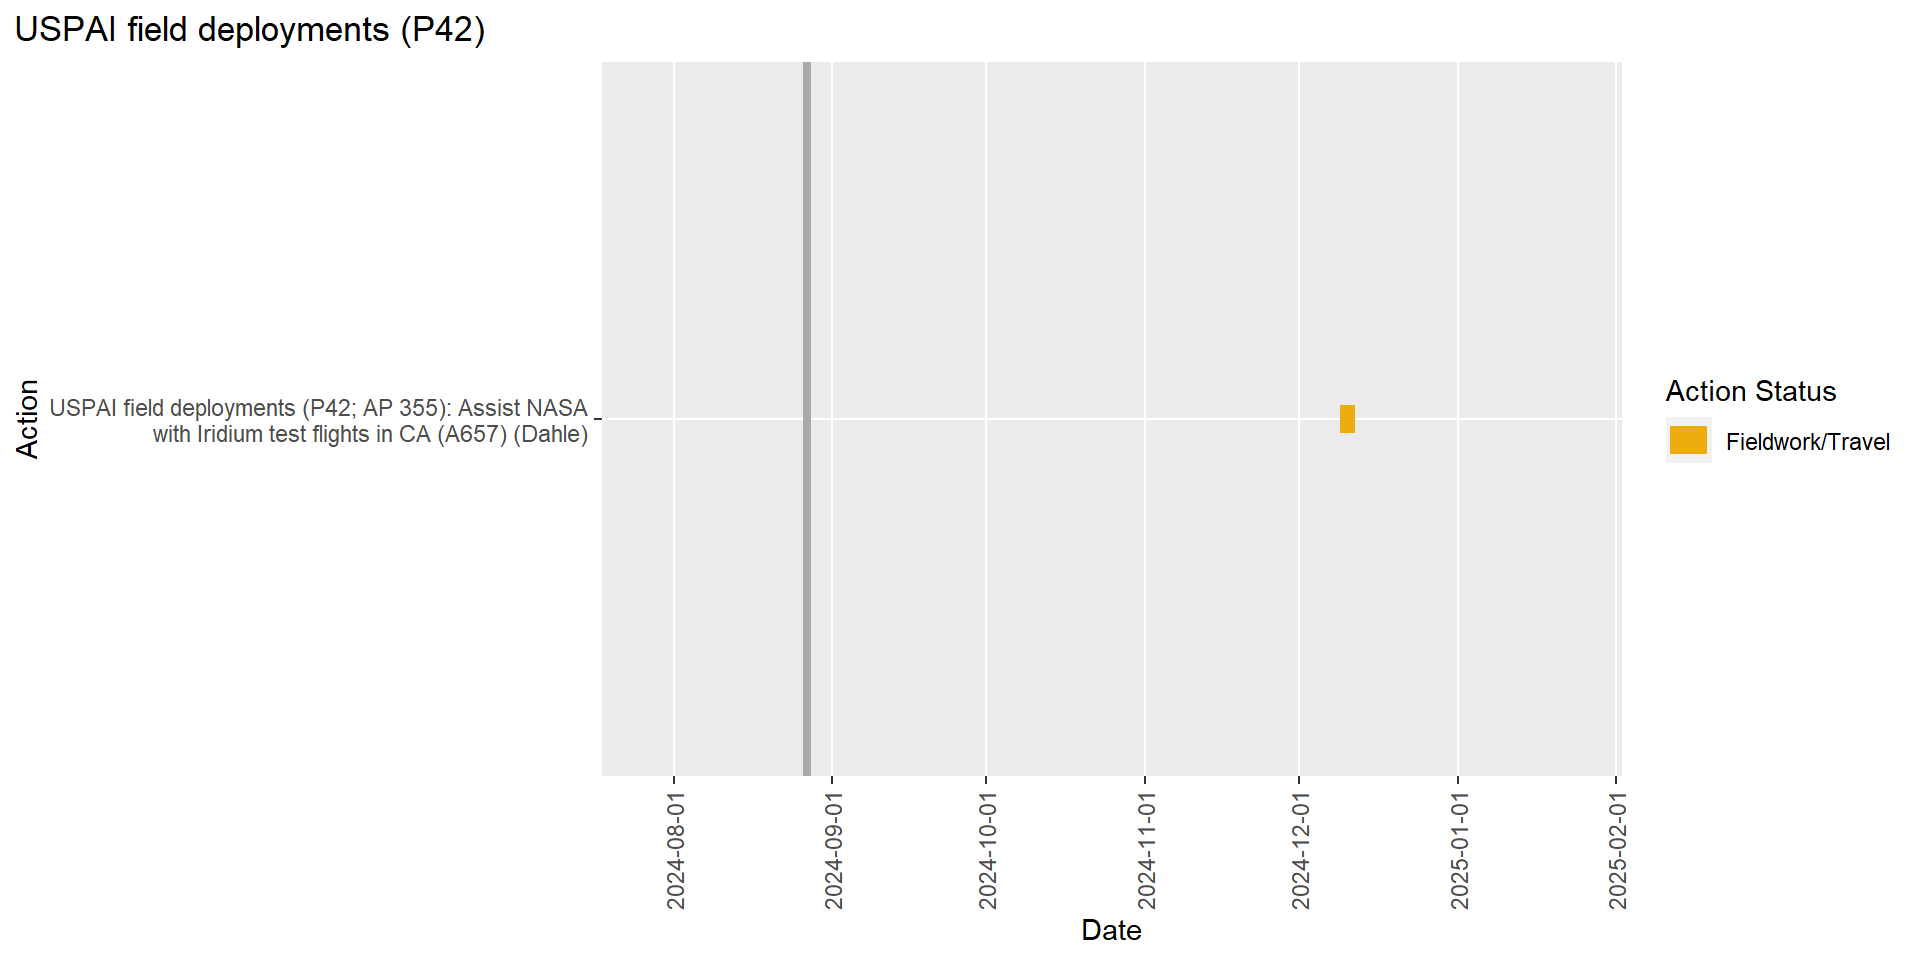 USPAI field deployments (P42)
Action
USPAI field deployments (P42; AP 355): Assist NASA
with Iridium test flights in CA (A657) (Dahle)
Action Status
Fieldwork/Travel
2024-08-01
2024-09-01
2024-10-01
2024-11-01
2024-12-01
2025-01-01
2025-02-01
Date